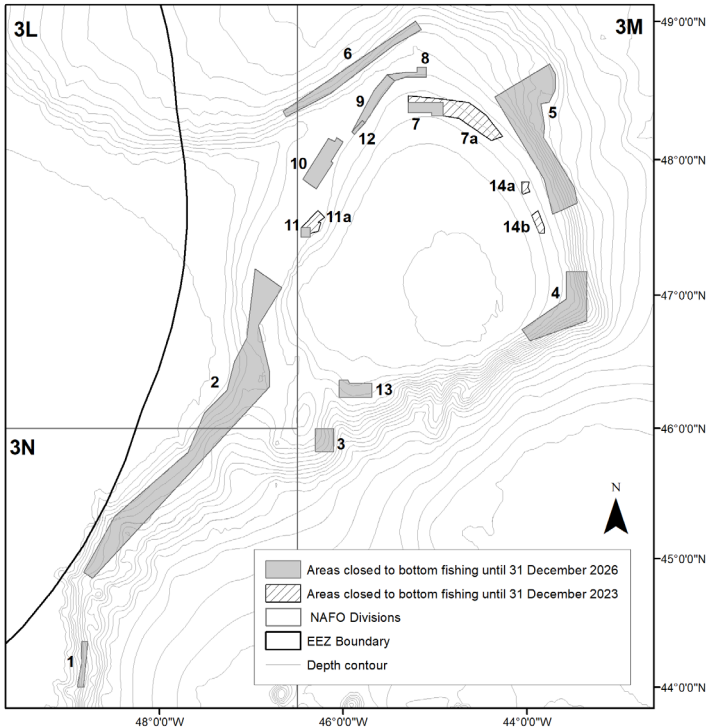 3L
3M
49°0'0"N
6
8
9
7
5
12
7a
10
48°0'0"N
14a
11a
11
14b
47°0'0"N
4
2
13
3N
3
46°0'0"N
N
45°0'0"N
Areas closed to bottom fishing until 31 December 2026
Areas closed to bottom fishing until 31 December 2023
NAFO Divisions
EEZ Boundary
Depth contour
1
44°0'0"N
48°0'0"W
46°0'0"W
44°0'0"W